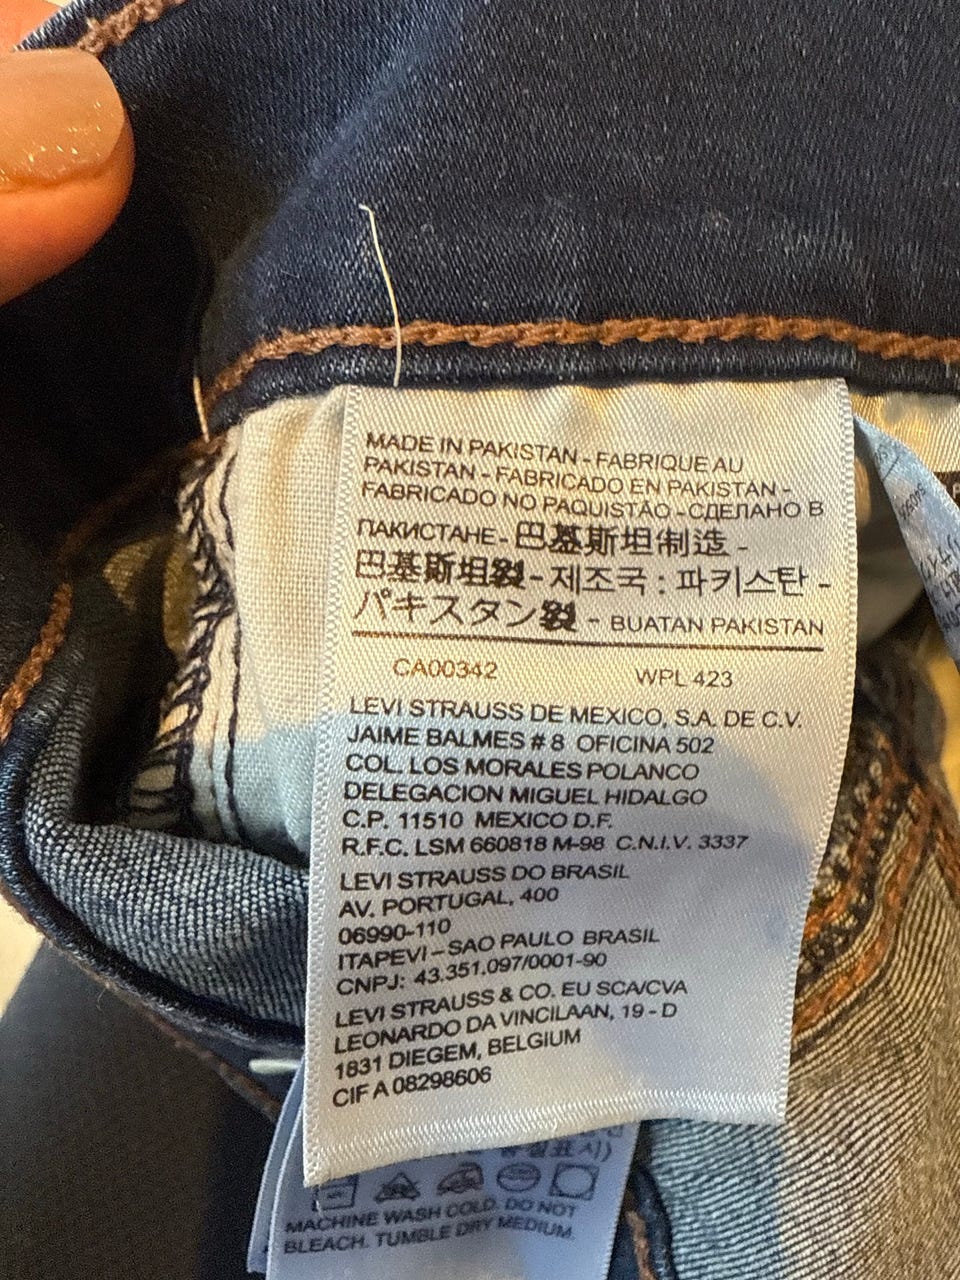 MADE IN PAKISTAN - FABRIQUE AU
PAKISTAN - FABRICADO EN PAKISTAN -
FABRICADO NO PAQUISTÃO - СДЕЛАНО В
ПАКИСТАНЕ - 巴基斯坦制造 -
巴基斯坦製 - 제조국 : 파키스탄 -
パキスタン製 - BUATAN PAKISTAN
CA00342 WPL 423
LEVI STRAUSS DE MEXICO, S.A. DE C.V.
JAIME BALMES # 8 OFICINA 502
COL. LOS MORALES POLANCO
DELEGACION MIGUEL HIDALGO
C.P. 11510 MEXICO D.F.
R.F.C. LSM 660818 M-98 C.N.I.V. 3337
LEVI STRAUSS DO BRASIL
AV. PORTUGAL, 400
06990-110
ITAPEVI – SAO PAULO BRASIL
CNPJ: 43.351.097/0001-90
LEVI STRAUSS & CO. EU SCA/CVA
LEONARDO DA VINCILAAN, 19 - D
1831 DIEGEM, BELGIUM
CIF A 08298606
MACHINE WASH COLD. DO NOT
BLEACH. TUMBLE DRY MEDIUM.